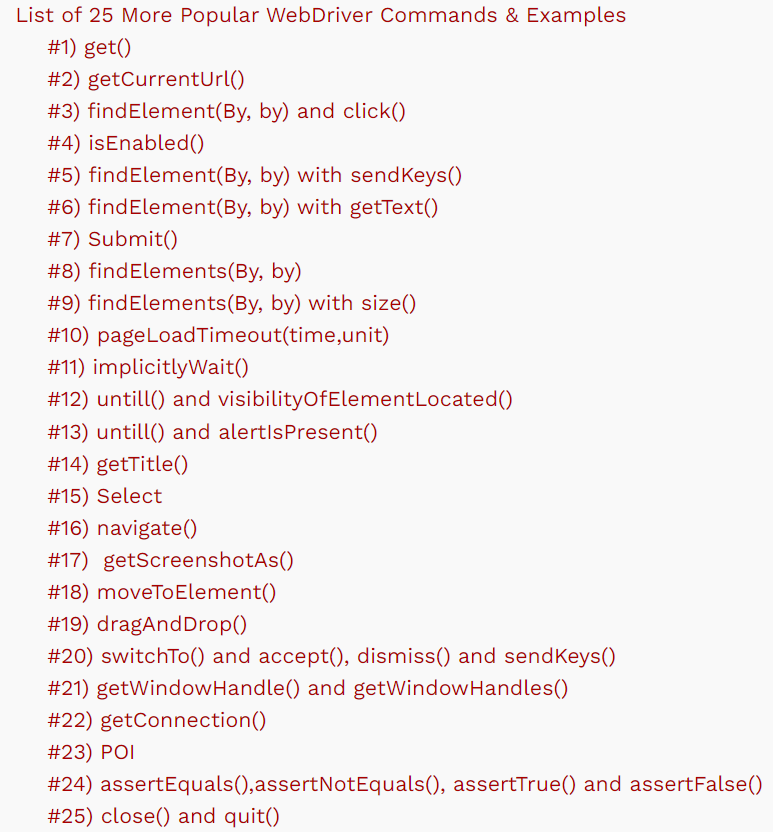 List of 25 More Popular WebDriver Commands & Examples
#1) get()
#2) getCurrentUrl()
#3) findElement(By, by) and click()
#4) isEnabled()
#5) findElement(By, by) with sendKeys()
#6) findElement(By, by) with getText()
#7) Submit()
#8) findElements(By, by)
#9) findElements(By, by) with size()
#10) pageLoadTimeout(time,unit)
#11) implicitlyWait()
#12) untill() and visibilityOfElementLocated()
#13) untill() and alertIsPresent()
#14) getTitle()
#15) Select
#16) navigate()
#17)  getScreenshotAs()
#18) moveToElement()
#19) dragAndDrop()
#20) switchTo() and accept(), dismiss() and sendKeys()
#21) getWindowHandle() and getWindowHandles()
#22) getConnection()
#23) POI
#24) assertEquals(),assertNotEquals(), assertTrue() and assertFalse()
#25) close() and quit()